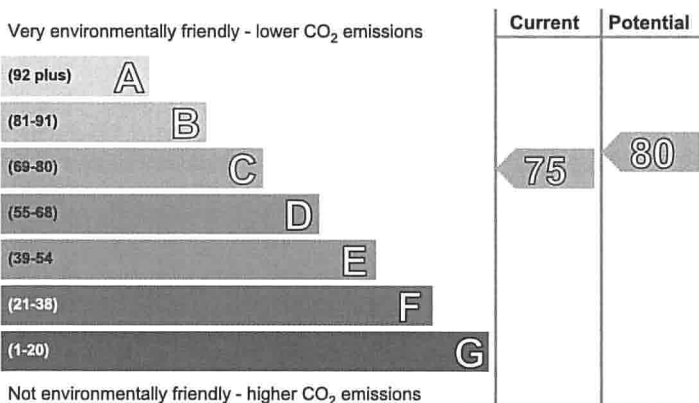 Current Potential
Very environmentally friendly - lower CO2 emissions
(92 plus) A
(81-91) B
(69-80) C 75 80
(55-68) D
(39-54 E
(21-38) F
(1-20) G
Not environmentally friendly - higher CO2 emissions